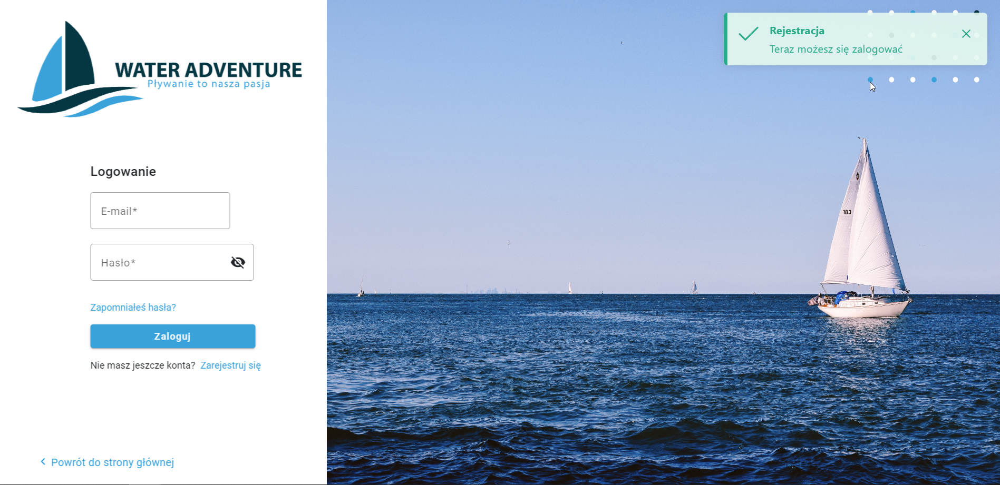 WATER ADVENTURE
Pływanie to nasza pasja
Logowanie
E-mail*
Hasło*
Zapomniałeś hasła?
Zaloguj
Nie masz jeszcze konta? Zarejestruj się
Powrót do strony głównej
Rejestracja
Teraz możesz się zalogować
183